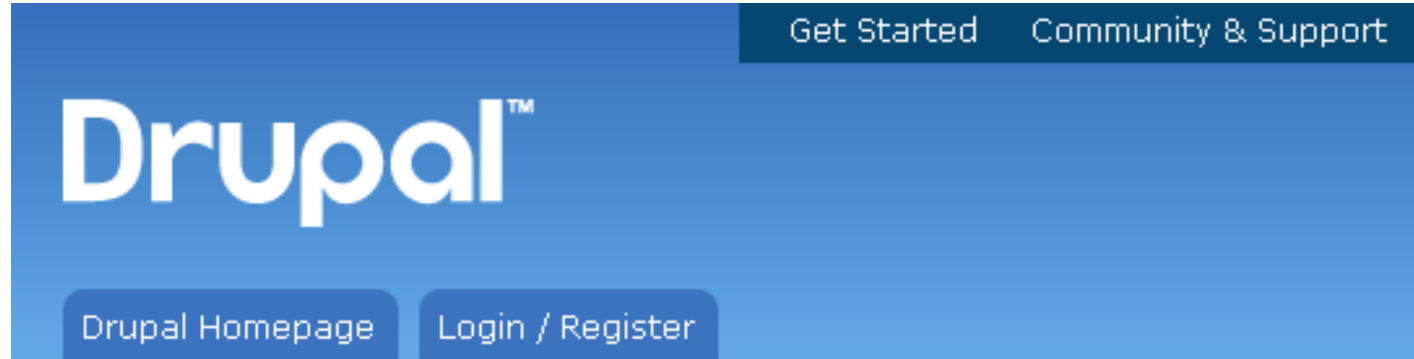 Get Started Community & Support
Drupal™
Drupal Homepage Login / Register